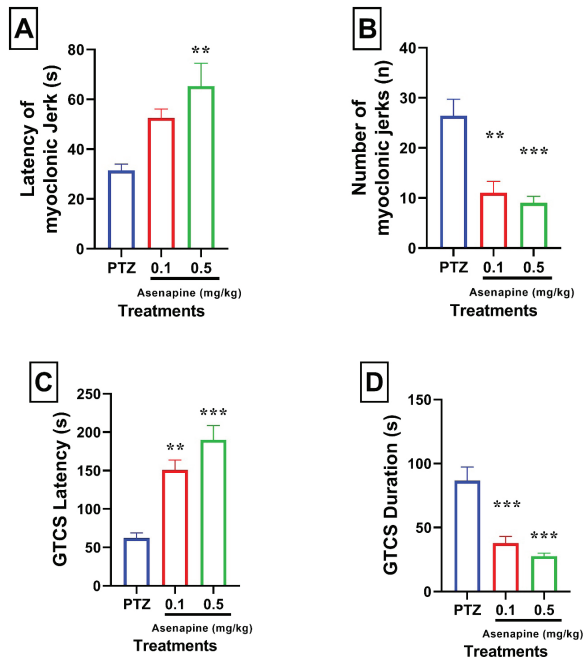 A
Latency of
myoclonic Jerk (s)
80
60
40
20
0
**
PTZ 0.1 0.5
Asenapine (mg/kg)
Treatments
B
Number of
myoclonic jerks (n)
40
30
20
10
0
**
***
PTZ 0.1 0.5
Asenapine (mg/kg)
Treatments
C
GTCS Latency (s)
250
200
150
100
50
0
**
***
PTZ 0.1 0.5
Asenapine (mg/kg)
Treatments
D
GTCS Duration (s)
150
100
50
0
***
***
PTZ 0.1 0.5
Asenapine (mg/kg)
Treatments